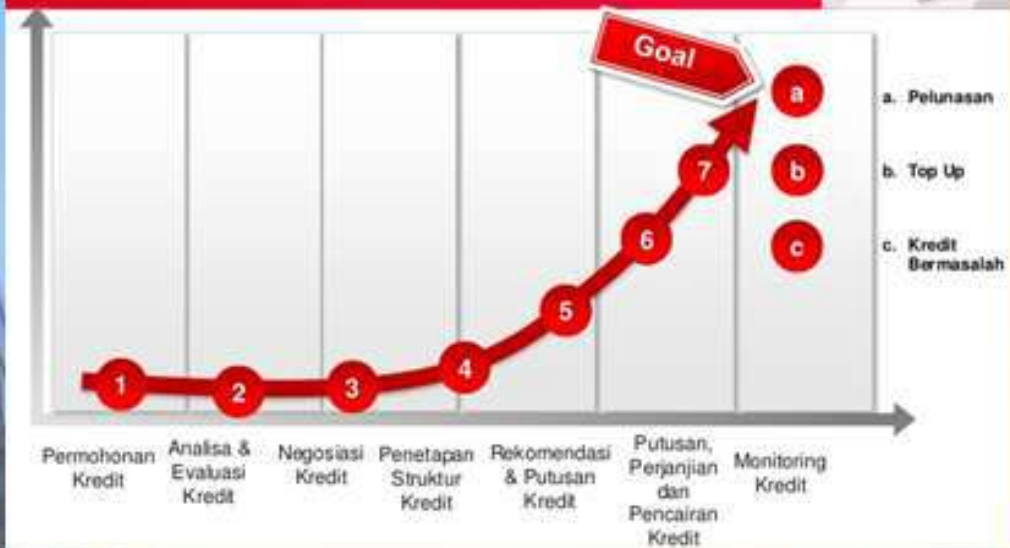 Goal
a
a. Pelunasan
7
b
b. Top Up
6
c
c. Kredit
Bermasalah
5
4
3
2
1
Permohonan
Kredit
Analisa &
Evaluasi
Kredit
Negosiasi
Kredit
Penetapan
Struktur
Kredit
Rekomendasi
& Putusan
Kredit
Putusan,
Perjanjian
dan
Pencairan
Kredit
Monitoring
Kredit